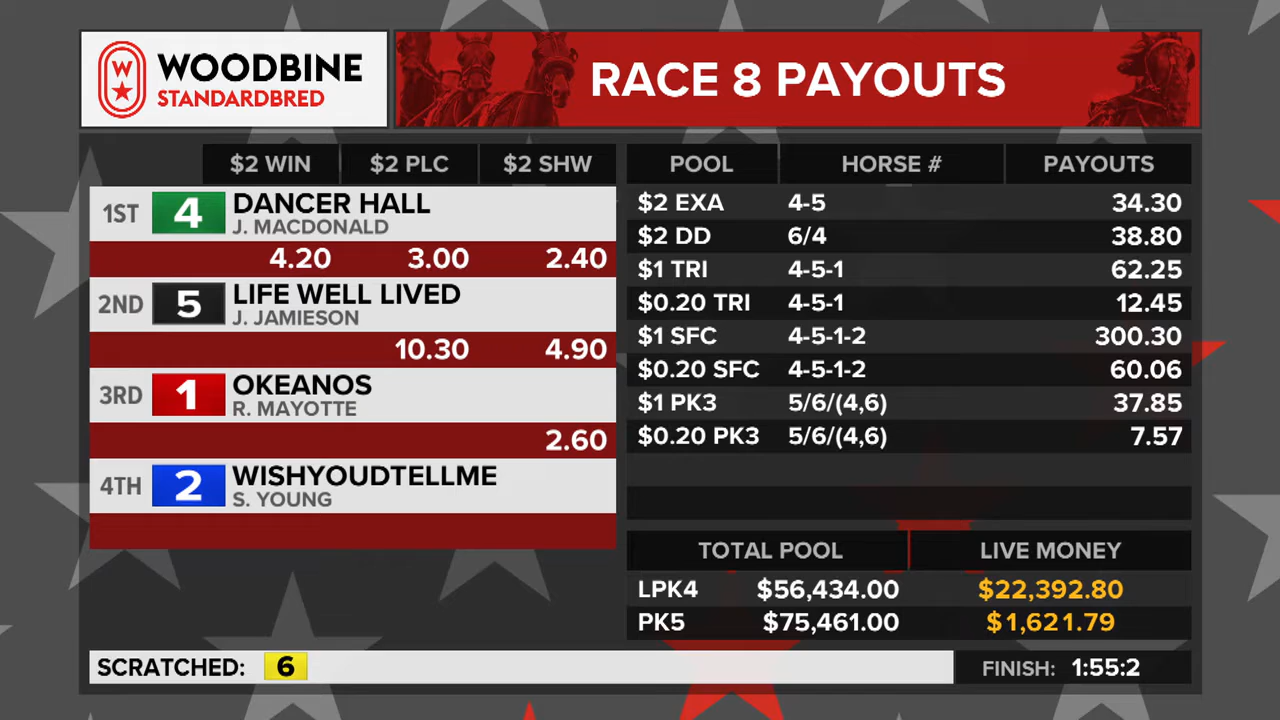 W
WOODBINE
STANDARDBRED
RACE 8 PAYOUTS
$2 WIN $2 PLC $2 SHW
1ST 4 DANCER HALL
J. MACDONALD
4.20 3.00 2.40
2ND 5 LIFE WELL LIVED
J. JAMIESON
10.30 4.90
3RD 1 OKEANOS
R. MAYOTTE
2.60
4TH 2 WISHYOUDTELLME
S. YOUNG
POOL HORSE # PAYOUTS
$2 EXA 4-5 34.30
$2 DD 6/4 38.80
$1 TRI 4-5-1 62.25
$0.20 TRI 4-5-1 12.45
$1 SFC 4-5-1-2 300.30
$0.20 SFC 4-5-1-2 60.06
$1 PK3 5/6/(4,6) 37.85
$0.20 PK3 5/6/(4,6) 7.57
TOTAL POOL LIVE MONEY
LPK4 $56,434.00 $22,392.80
PK5 $75,461.00 $1,621.79
SCRATCHED: 6
FINISH: 1:55:2